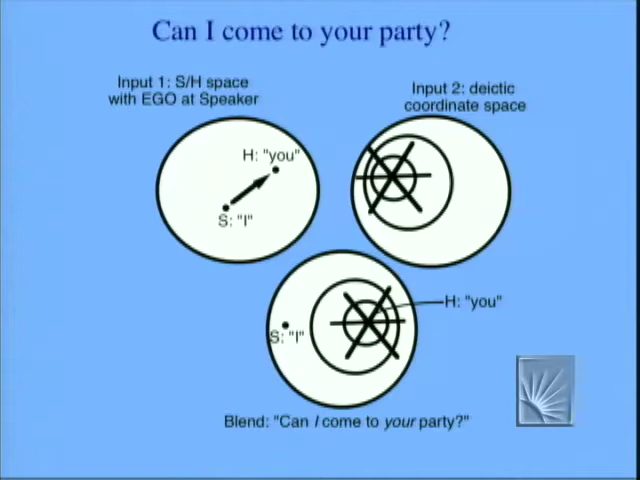 Can I come to your party?
Input 1: S/H space
with EGO at Speaker
Input 2: deictic
coordinate space
H: "you"
S: "I"
H: "you"
S: "I"
Blend: "Can I come to your party?"